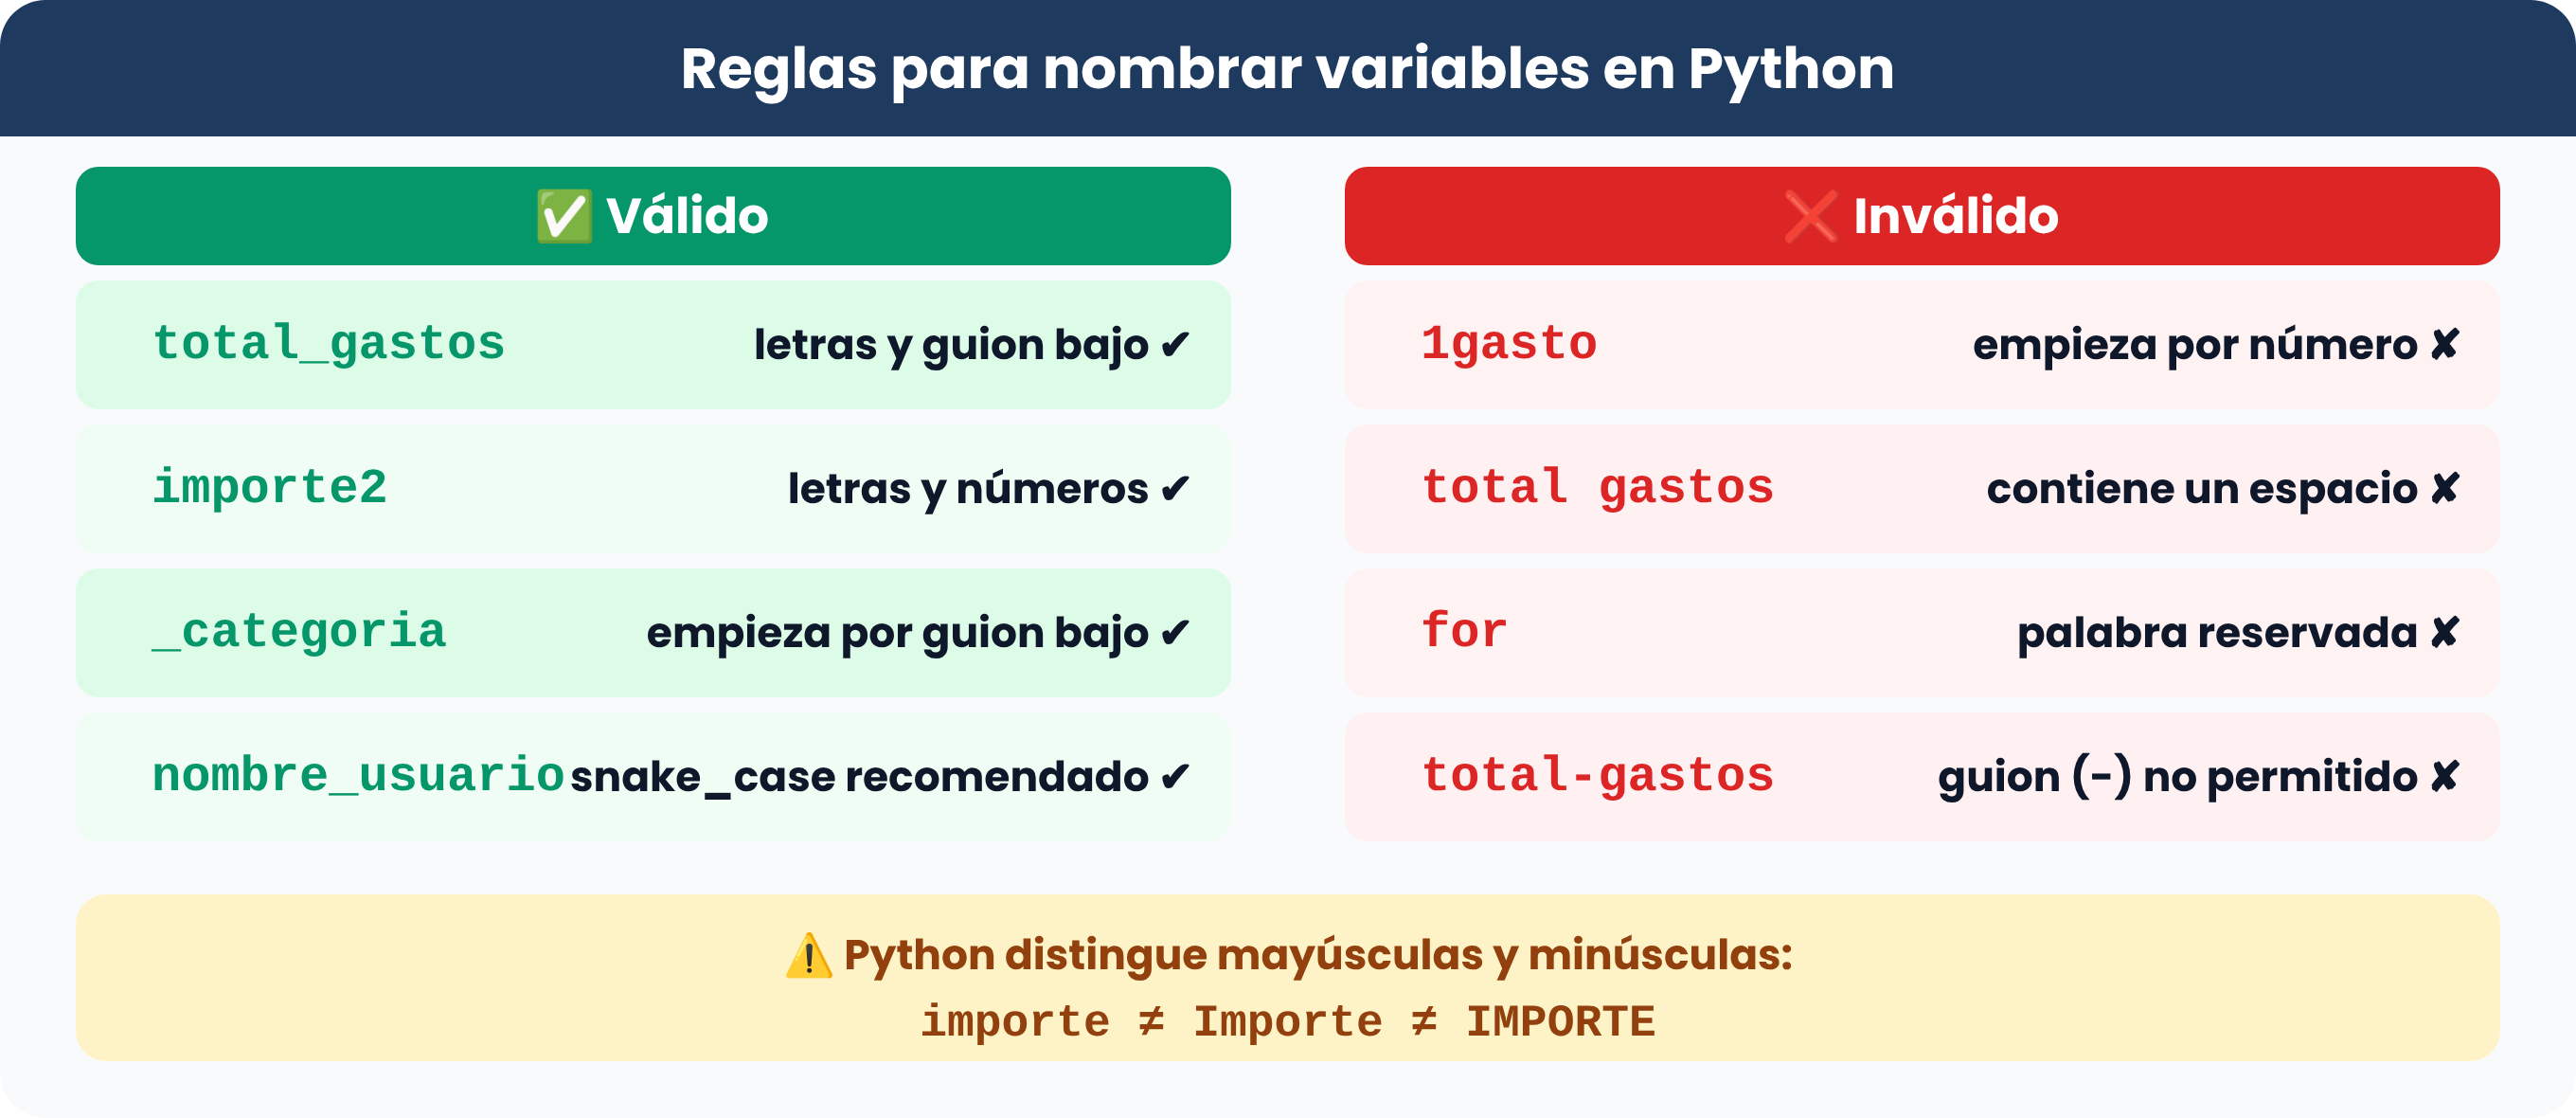 Reglas para nombrar variables en Python
✅ Válido
total_gastos letras y guion bajo ✔
importe2 letras y números ✔
_categoria empieza por guion bajo ✔
nombre_usuario snake_case recomendado ✔
❌ Inválido
1gasto empieza por número ✘
total gastos contiene un espacio ✘
for palabra reservada ✘
total-gastos guion (-) no permitido ✘
⚠️ Python distingue mayúsculas y minúsculas:
importe ≠ Importe ≠ IMPORTE